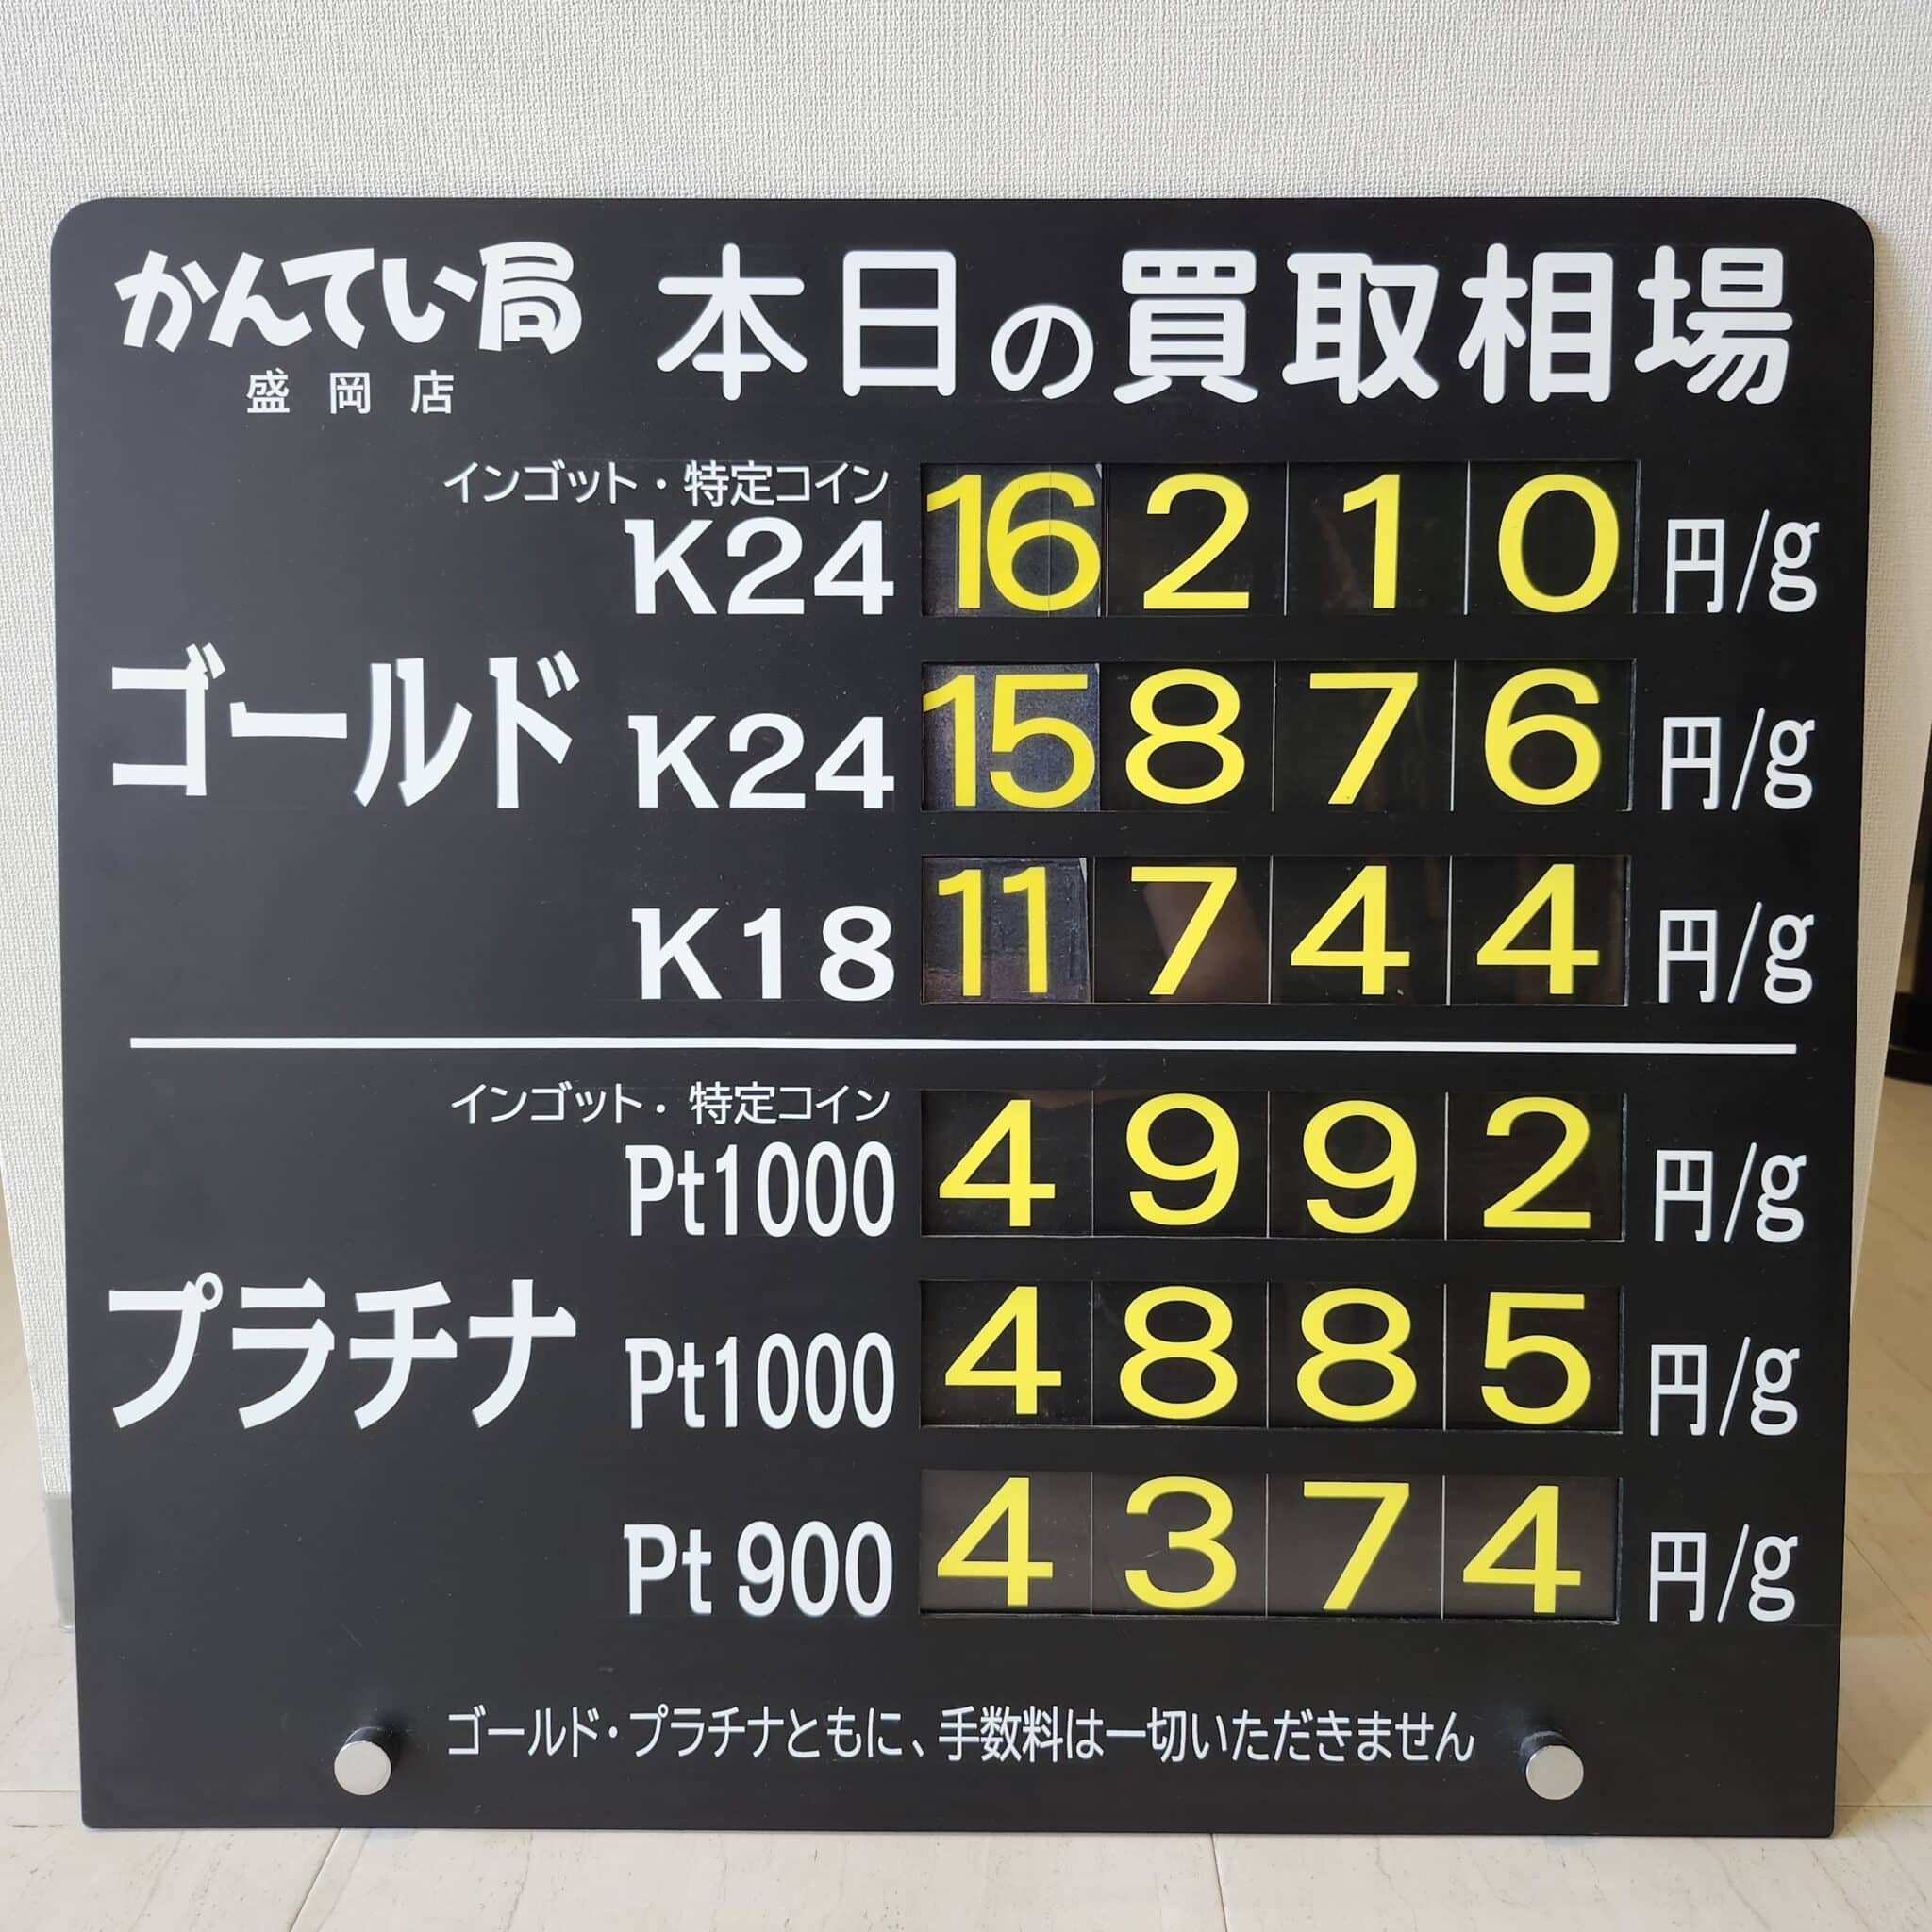 かんてい局 本日の買取相場
盛岡店
インゴット・特定コイン
K24 16210 円/g
ゴールド K24 15876 円/g
K18 11744 円/g
インゴット・特定コイン
Pt1000 4992 円/g
プラチナ Pt1000 4885 円/g
Pt 900 4374 円/g
ゴールド・プラチナともに、手数料は一切いただきません